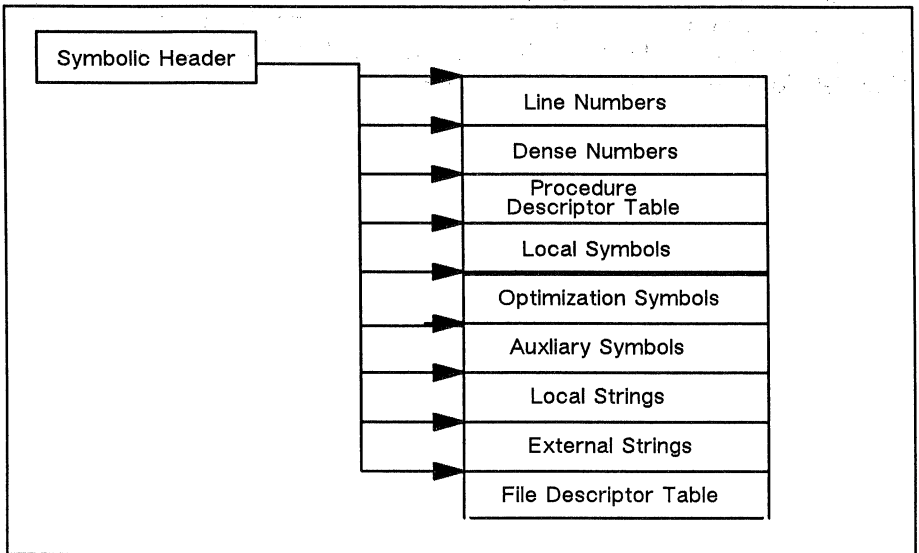 Symbolic Header
Line Numbers
Dense Numbers
Procedure
Descriptor Table
Local Symbols
Optimization Symbols
Auxliary Symbols
Local Strings
External Strings
File Descriptor Table